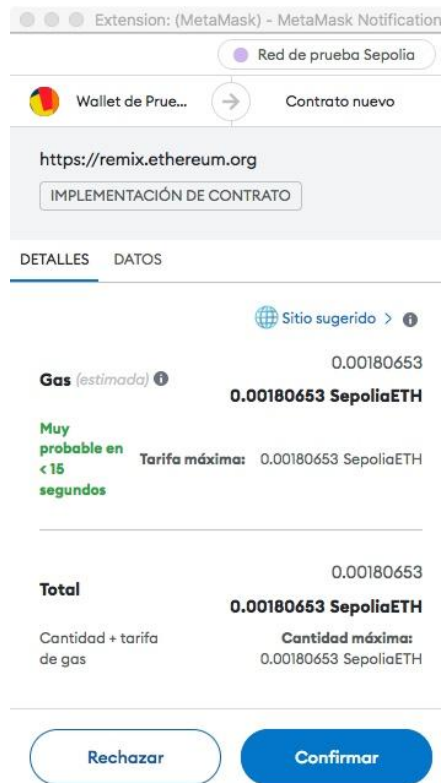 Extension: (MetaMask) - MetaMask Notification
Red de prueba Sepolia
Wallet de Prue... Contrato nuevo
https://remix.ethereum.org
IMPLEMENTACIÓN DE CONTRATO
DETALLES DATOS
Sitio sugerido >
0.00180653
Gas (estimada) 0.00180653 SepoliaETH
Muy
probable en
< 15
segundos
Tarifa máxima: 0.00180653 SepoliaETH
0.00180653
Total 0.00180653 SepoliaETH
Cantidad + tarifa
de gas
Cantidad máxima:
0.00180653 SepoliaETH
Rechazar Confirmar